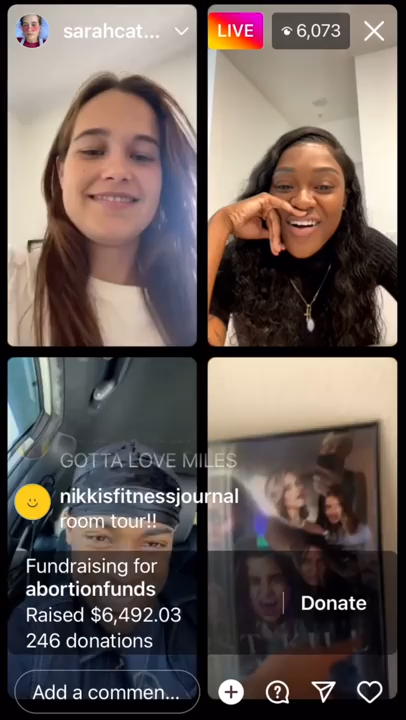 sarahcat...
LIVE
6,073
GOTTA LOVE MILES
nikkisfitnessjournal
room tour!!
Fundraising for
abortionfunds
Raised $6,492.03
246 donations
Donate
Add a commen...